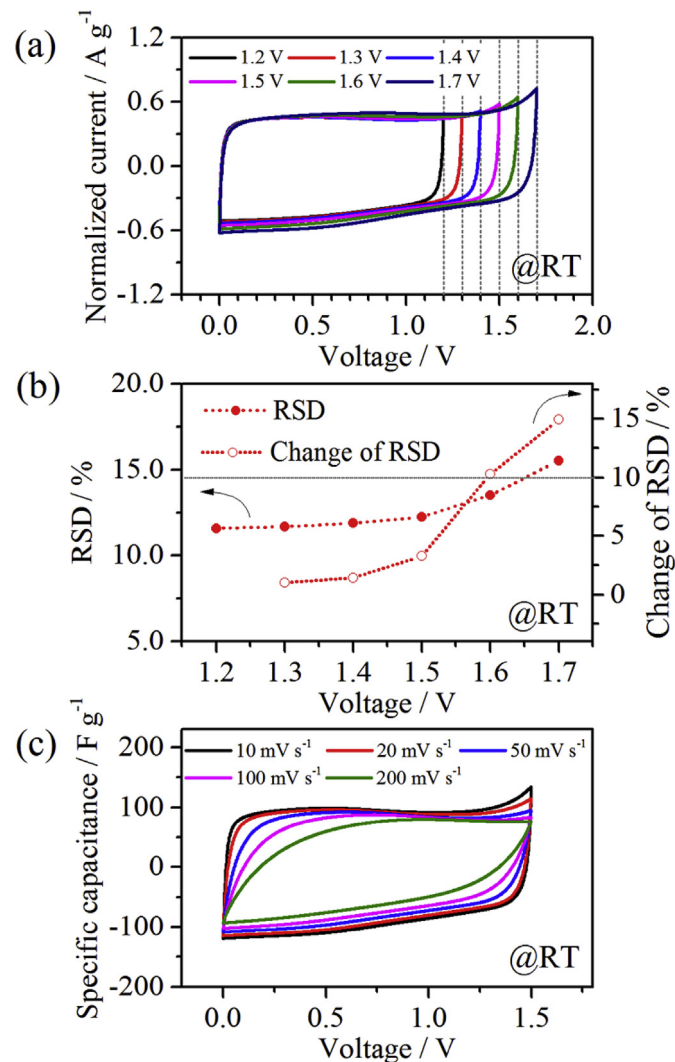 (a)
Normalized current / A g-1
1.2
0.6
0.0
-0.6
-1.2
1.2 V 1.3 V 1.4 V
1.5 V 1.6 V 1.7 V
@RT
0.0 0.5 1.0 1.5 2.0
Voltage / V
(b)
RSD / %
20.0
15.0
10.0
5.0
RSD
Change of RSD
15
10
5
0
Change of RSD / %
@RT
1.2 1.3 1.4 1.5 1.6 1.7
Voltage / V
(c)
Specific capacitance / F g-1
200
100
0
-100
-200
10 mV s-1 20 mV s-1 50 mV s-1
100 mV s-1 200 mV s-1
@RT
0.0 0.5 1.0 1.5
Voltage / V